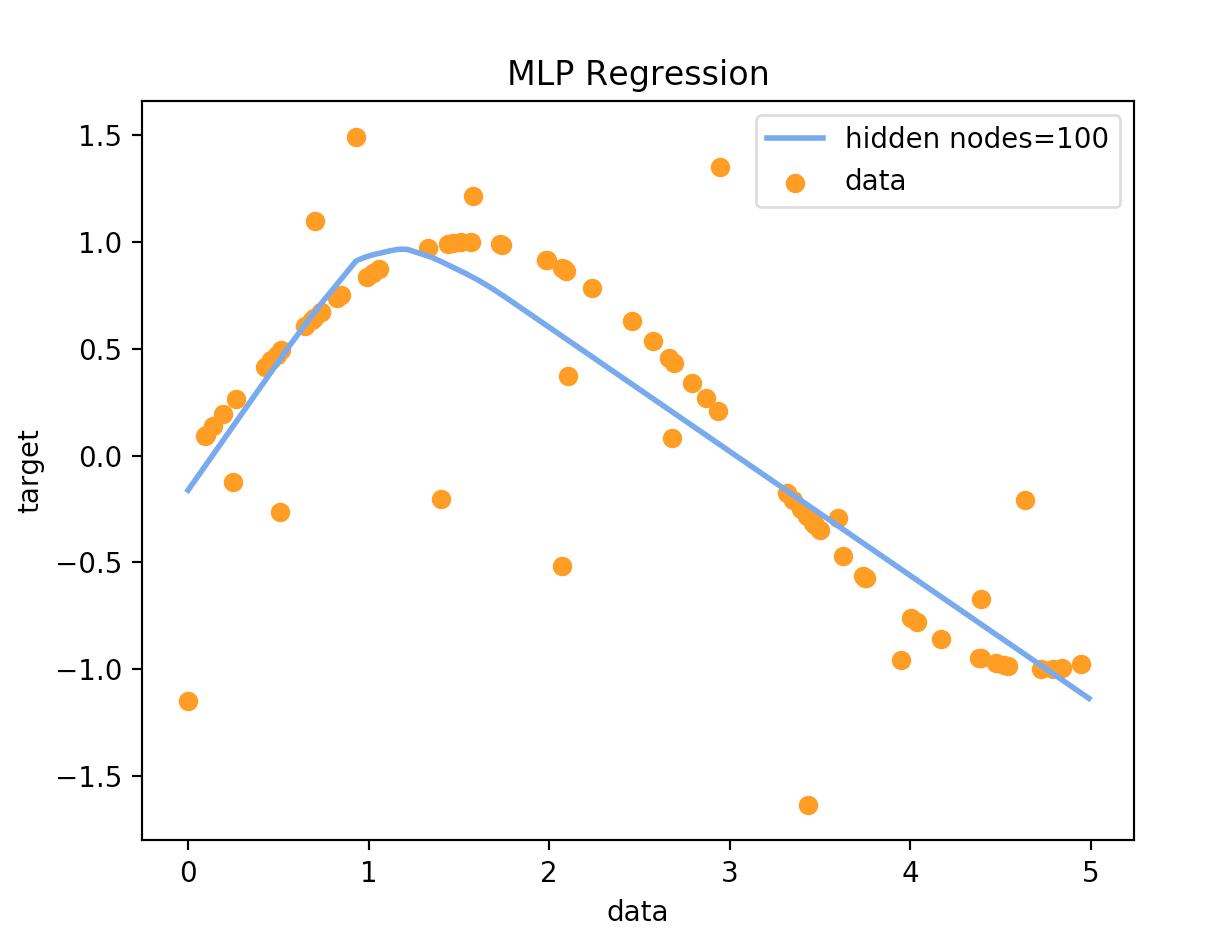 MLP Regression
hidden nodes=100
data
1.5
1.0
0.5
0.0
−0.5
−1.0
−1.5
target
0 1 2 3 4 5
data